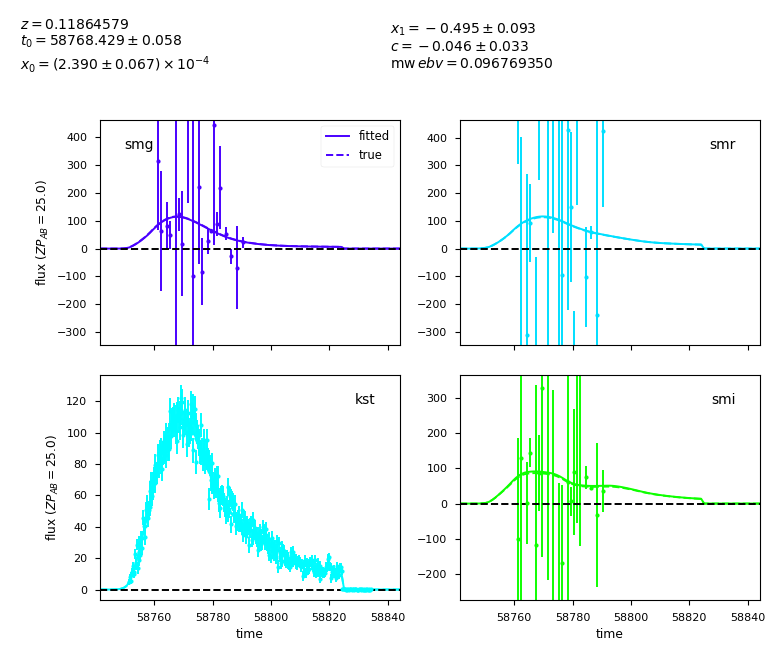 z = 0.11864579
t₀ = 58768.429 ± 0.058
x₀ = (2.390 ± 0.067) × 10⁻⁴
x₁ = −0.495 ± 0.093
c = −0.046 ± 0.033
mw ebv = 0.096769350
400
300
200
100
0
−100
−200
−300
flux (ZP_AB = 25.0)
smg
fitted
true
400
300
200
100
0
−100
−200
−300
smr
120
100
80
60
40
20
0
flux (ZP_AB = 25.0)
kst
58760
58780
58800
58820
58840
time
300
200
100
0
−100
−200
smi
58760
58780
58800
58820
58840
time